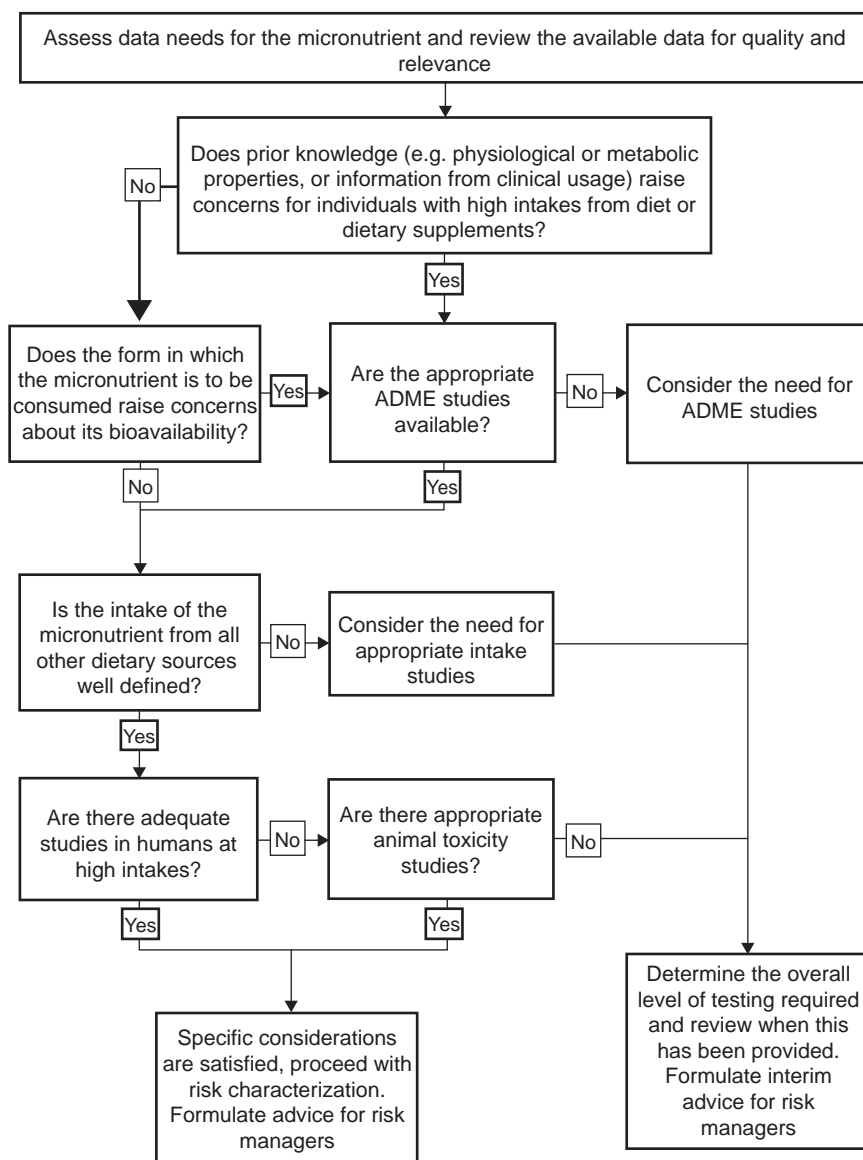 Assess data needs for the micronutrient and review the available data for quality and
relevance
Does prior knowledge (e.g. physiological or metabolic
properties, or information from clinical usage) raise
concerns for individuals with high intakes from diet or
dietary supplements?
No
Yes
Does the form in which
the micronutrient is to be
consumed raise concerns
about its bioavailability?
Yes
Are the appropriate
ADME studies
available?
No
Consider the need for
ADME studies
No
Yes
Is the intake of the
micronutrient from all
other dietary sources
well defined?
No
Consider the need for
appropriate intake
studies
Yes
Are there adequate
studies in humans at
high intakes?
No
Are there appropriate
animal toxicity
studies?
No
Yes
Yes
Specific considerations
are satisfied, proceed with
risk characterization.
Formulate advice for risk
managers
Determine the overall
level of testing required
and review when this
has been provided.
Formulate interim
advice for risk
managers